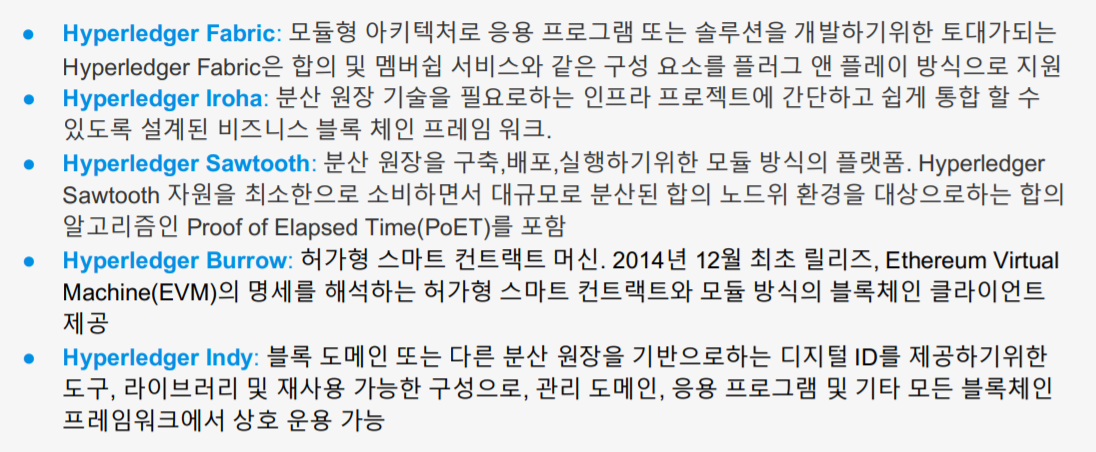 ● Hyperledger Fabric: 모듈형 아키텍처로 응용 프로그램 또는 솔루션을 개발하기위한 토대가되는
Hyperledger Fabric은 합의 및 멤버쉽 서비스와 같은 구성 요소를 플러그 앤 플레이 방식으로 지원
● Hyperledger Iroha: 분산 원장 기술을 필요로하는 인프라 프로젝트에 간단하고 쉽게 통합 할 수
있도록 설계된 비즈니스 블록 체인 프레임 워크.
● Hyperledger Sawtooth: 분산 원장을 구축,배포,실행하기위한 모듈 방식의 플랫폼. Hyperledger
Sawtooth 자원을 최소한으로 소비하면서 대규모로 분산된 합의 노드위 환경을 대상으로하는 합의
알고리즘인 Proof of Elapsed Time(PoET)를 포함
● Hyperledger Burrow: 허가형 스마트 컨트랙트 머신. 2014년 12월 최초 릴리즈, Ethereum Virtual
Machine(EVM)의 명세를 해석하는 허가형 스마트 컨트랙트와 모듈 방식의 블록체인 클라이언트
제공
● Hyperledger Indy: 블록 도메인 또는 다른 분산 원장을 기반으로하는 디지털 ID를 제공하기위한
도구, 라이브러리 및 재사용 가능한 구성으로, 관리 도메인, 응용 프로그램 및 기타 모든 블록체인
프레임워크에서 상호 운용 가능